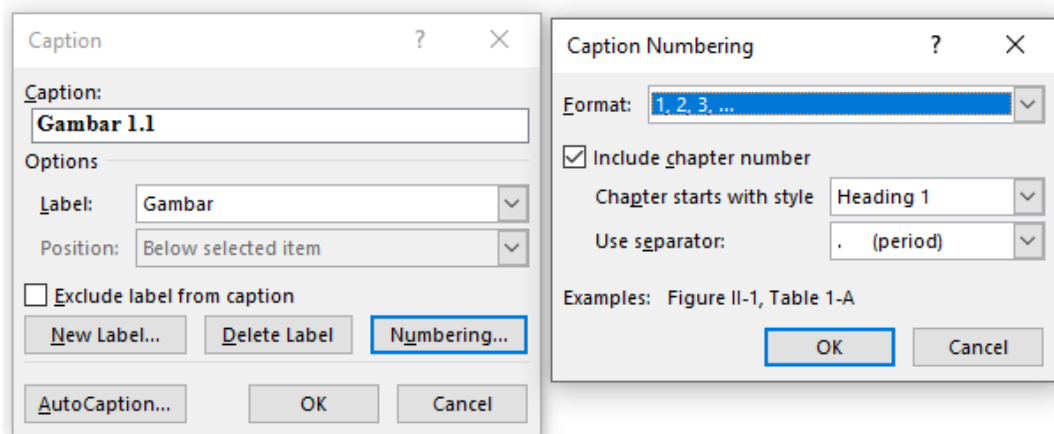 Caption ? ×
Caption:
Gambar 1.1
Options
Label: Gambar
Position: Below selected item
Exclude label from caption
New Label... Delete Label Numbering...
AutoCaption... OK Cancel
Caption Numbering ? ×
Format: 1, 2, 3, ...
Include chapter number
Chapter starts with style Heading 1
Use separator: . (period)
Examples: Figure II-1, Table 1-A
OK Cancel